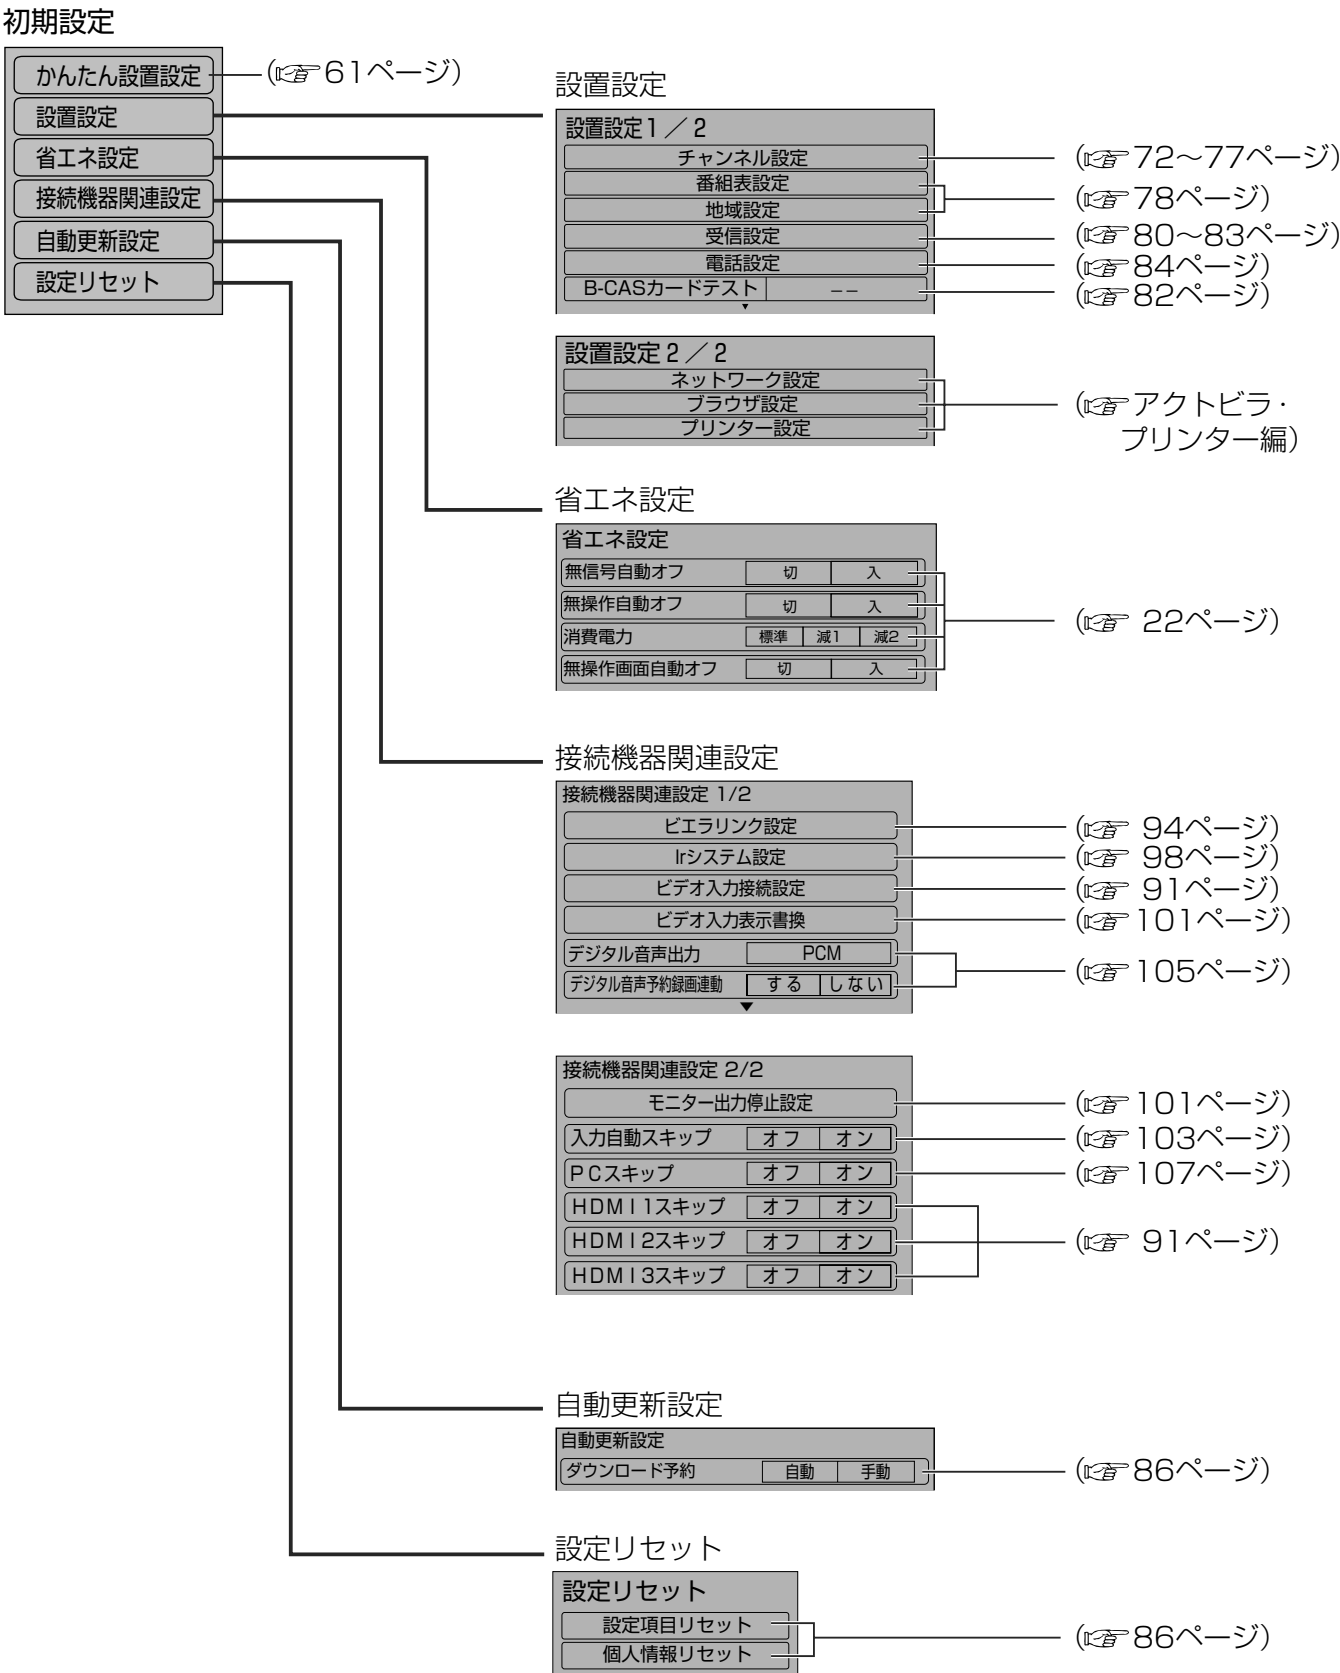 初期設定
かんたん設置設定
(☞61ページ)
設置設定
省エネ設定
接続機器関連設定
自動更新設定
設定リセット
設置設定
設置設定1/2
チャンネル設定
(☞72〜77ページ)
番組表設定
地域設定
(☞78ページ)
受信設定
(☞80〜83ページ)
電話設定
(☞84ページ)
B-CASカードテスト −−
(☞82ページ)
▼
設置設定2/2
ネットワーク設定
ブラウザ設定
プリンター設定
(☞アクトビラ・
プリンター編)
省エネ設定
省エネ設定
無信号自動オフ 切 入
無操作自動オフ 切 入
消費電力 標準 減1 減2
無操作画面自動オフ 切 入
(☞ 22ページ)
接続機器関連設定
接続機器関連設定 1/2
ビエラリンク設定
(☞ 94ページ)
Irシステム設定
(☞ 98ページ)
ビデオ入力接続設定
(☞ 91ページ)
ビデオ入力表示書換
(☞101ページ)
デジタル音声出力 PCM
デジタル音声予約録画連動 する しない
(☞105ページ)
▼
接続機器関連設定 2/2
モニター出力停止設定
(☞101ページ)
入力自動スキップ オフ オン
(☞103ページ)
PCスキップ オフ オン
(☞107ページ)
HDMI1スキップ オフ オン
HDMI2スキップ オフ オン
(☞ 91ページ)
HDMI3スキップ オフ オン
自動更新設定
自動更新設定
ダウンロード予約 自動 手動
(☞86ページ)
設定リセット
設定リセット
設定項目リセット
個人情報リセット
(☞86ページ)